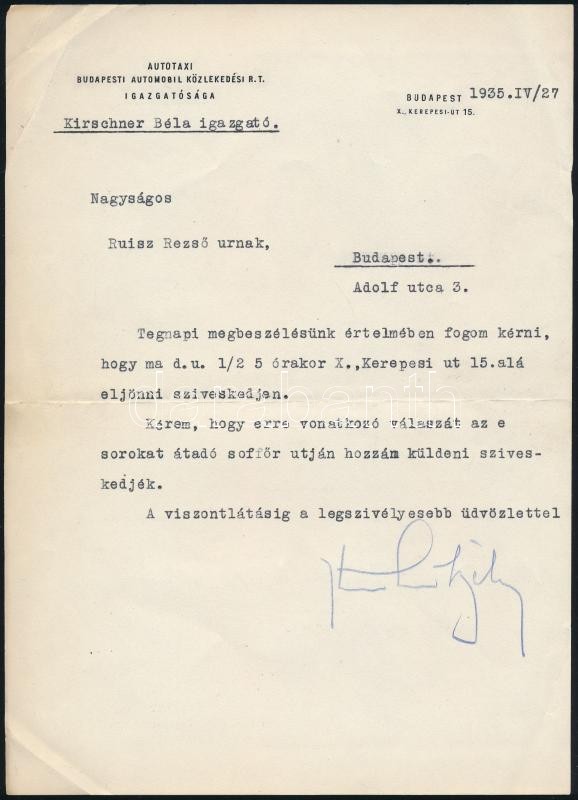 AUTOTAXI
BUDAPESTI AUTOMOBIL KÖZLEKEDÉSI R.T.
IGAZGATÓSÁGA
Kirschner Béla igazgató.
BUDAPEST 1935.IV/27
X., KEREPESI-UT 15.
Nagyságos
Ruisz Rezső urnak,
Budapest.
Adolf utca 3.
Tegnapi megbeszélésünk értelmében fogom kérni,
hogy ma d.u. 1/2 5 órakor X.,Kerepesi ut 15.alá
eljönni sziveskedjen.
Kérem, hogy erre vonatkozó válaszát az e
sorokat átadó soffőr utján hozzám küldeni szives-
kedjék.
A viszontlátásig a legszivélyesebb üdvözlettel
darabanth